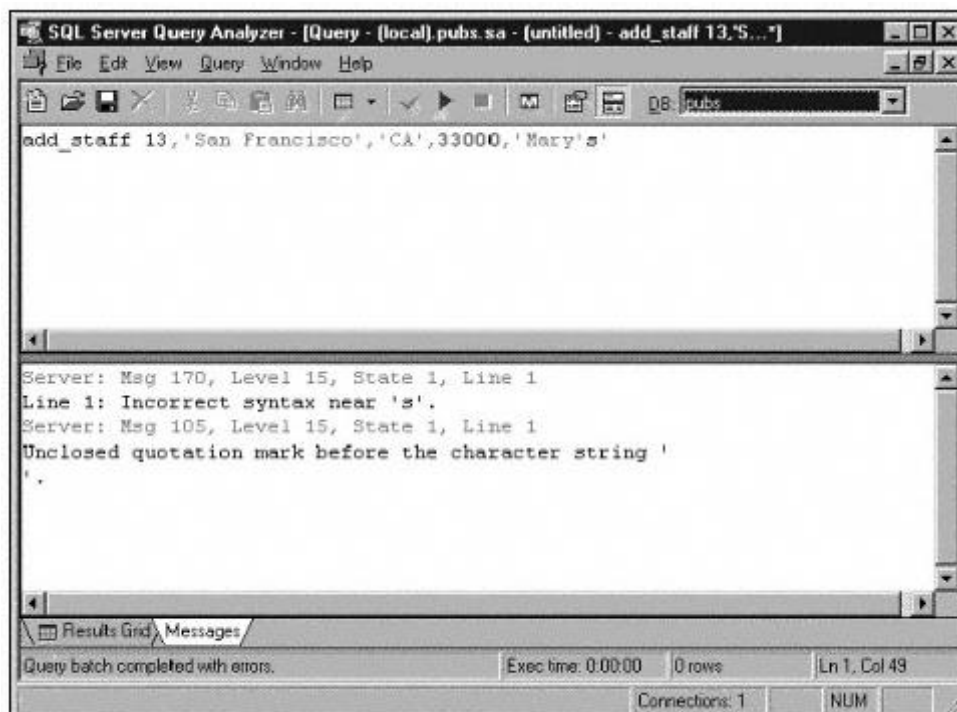 SQL Server Query Analyzer - [Query - (local).pubs.sa - (untitled) - add_staff 13,'S...*]
File Edit View Query Window Help
DB: pubs
add_staff 13,'San Francisco','CA',33000,'Mary's'
Server: Msg 170, Level 15, State 1, Line 1
Line 1: Incorrect syntax near 's'.
Server: Msg 105, Level 15, State 1, Line 1
Unclosed quotation mark before the character string '
'.
Results Grid Messages
Query batch completed with errors. Exec time: 0:00:00 0 rows Ln 1, Col 49
Connections: 1 NUM